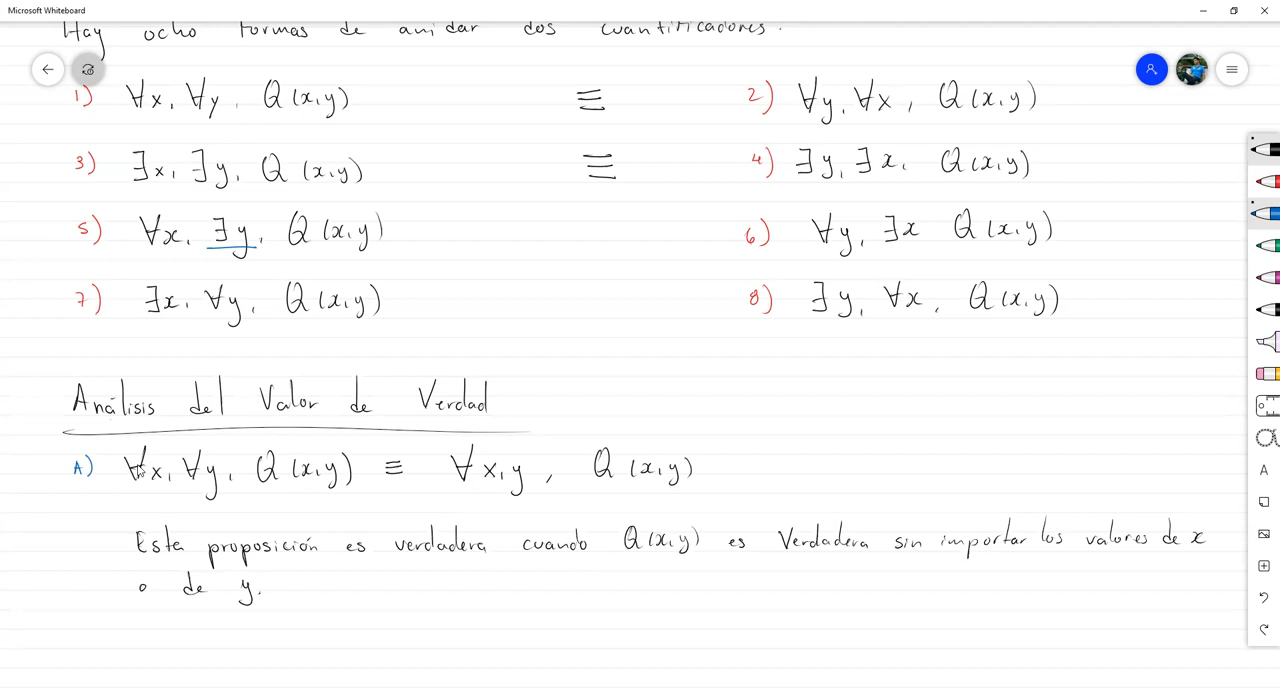 Microsoft Whiteboard
Hay ocho formas de anidar dos cuantificadores.
1) ∀x, ∀y, Q(x,y) ≡ 2) ∀y, ∀x, Q(x,y)
3) ∃x, ∃y, Q(x,y) ≡ 4) ∃y, ∃x, Q(x,y)
5) ∀x, ∃y, Q(x,y) 6) ∀y, ∃x Q(x,y)
7) ∃x, ∀y, Q(x,y) 8) ∃y, ∀x, Q(x,y)
Análisis del Valor de Verdad
A) ∀x, ∀y, Q(x,y) ≡ ∀x,y, Q(x,y)
Esta proposición es verdadera cuando Q(x,y) es Verdadera sin importar los valores de x
o de y.
A